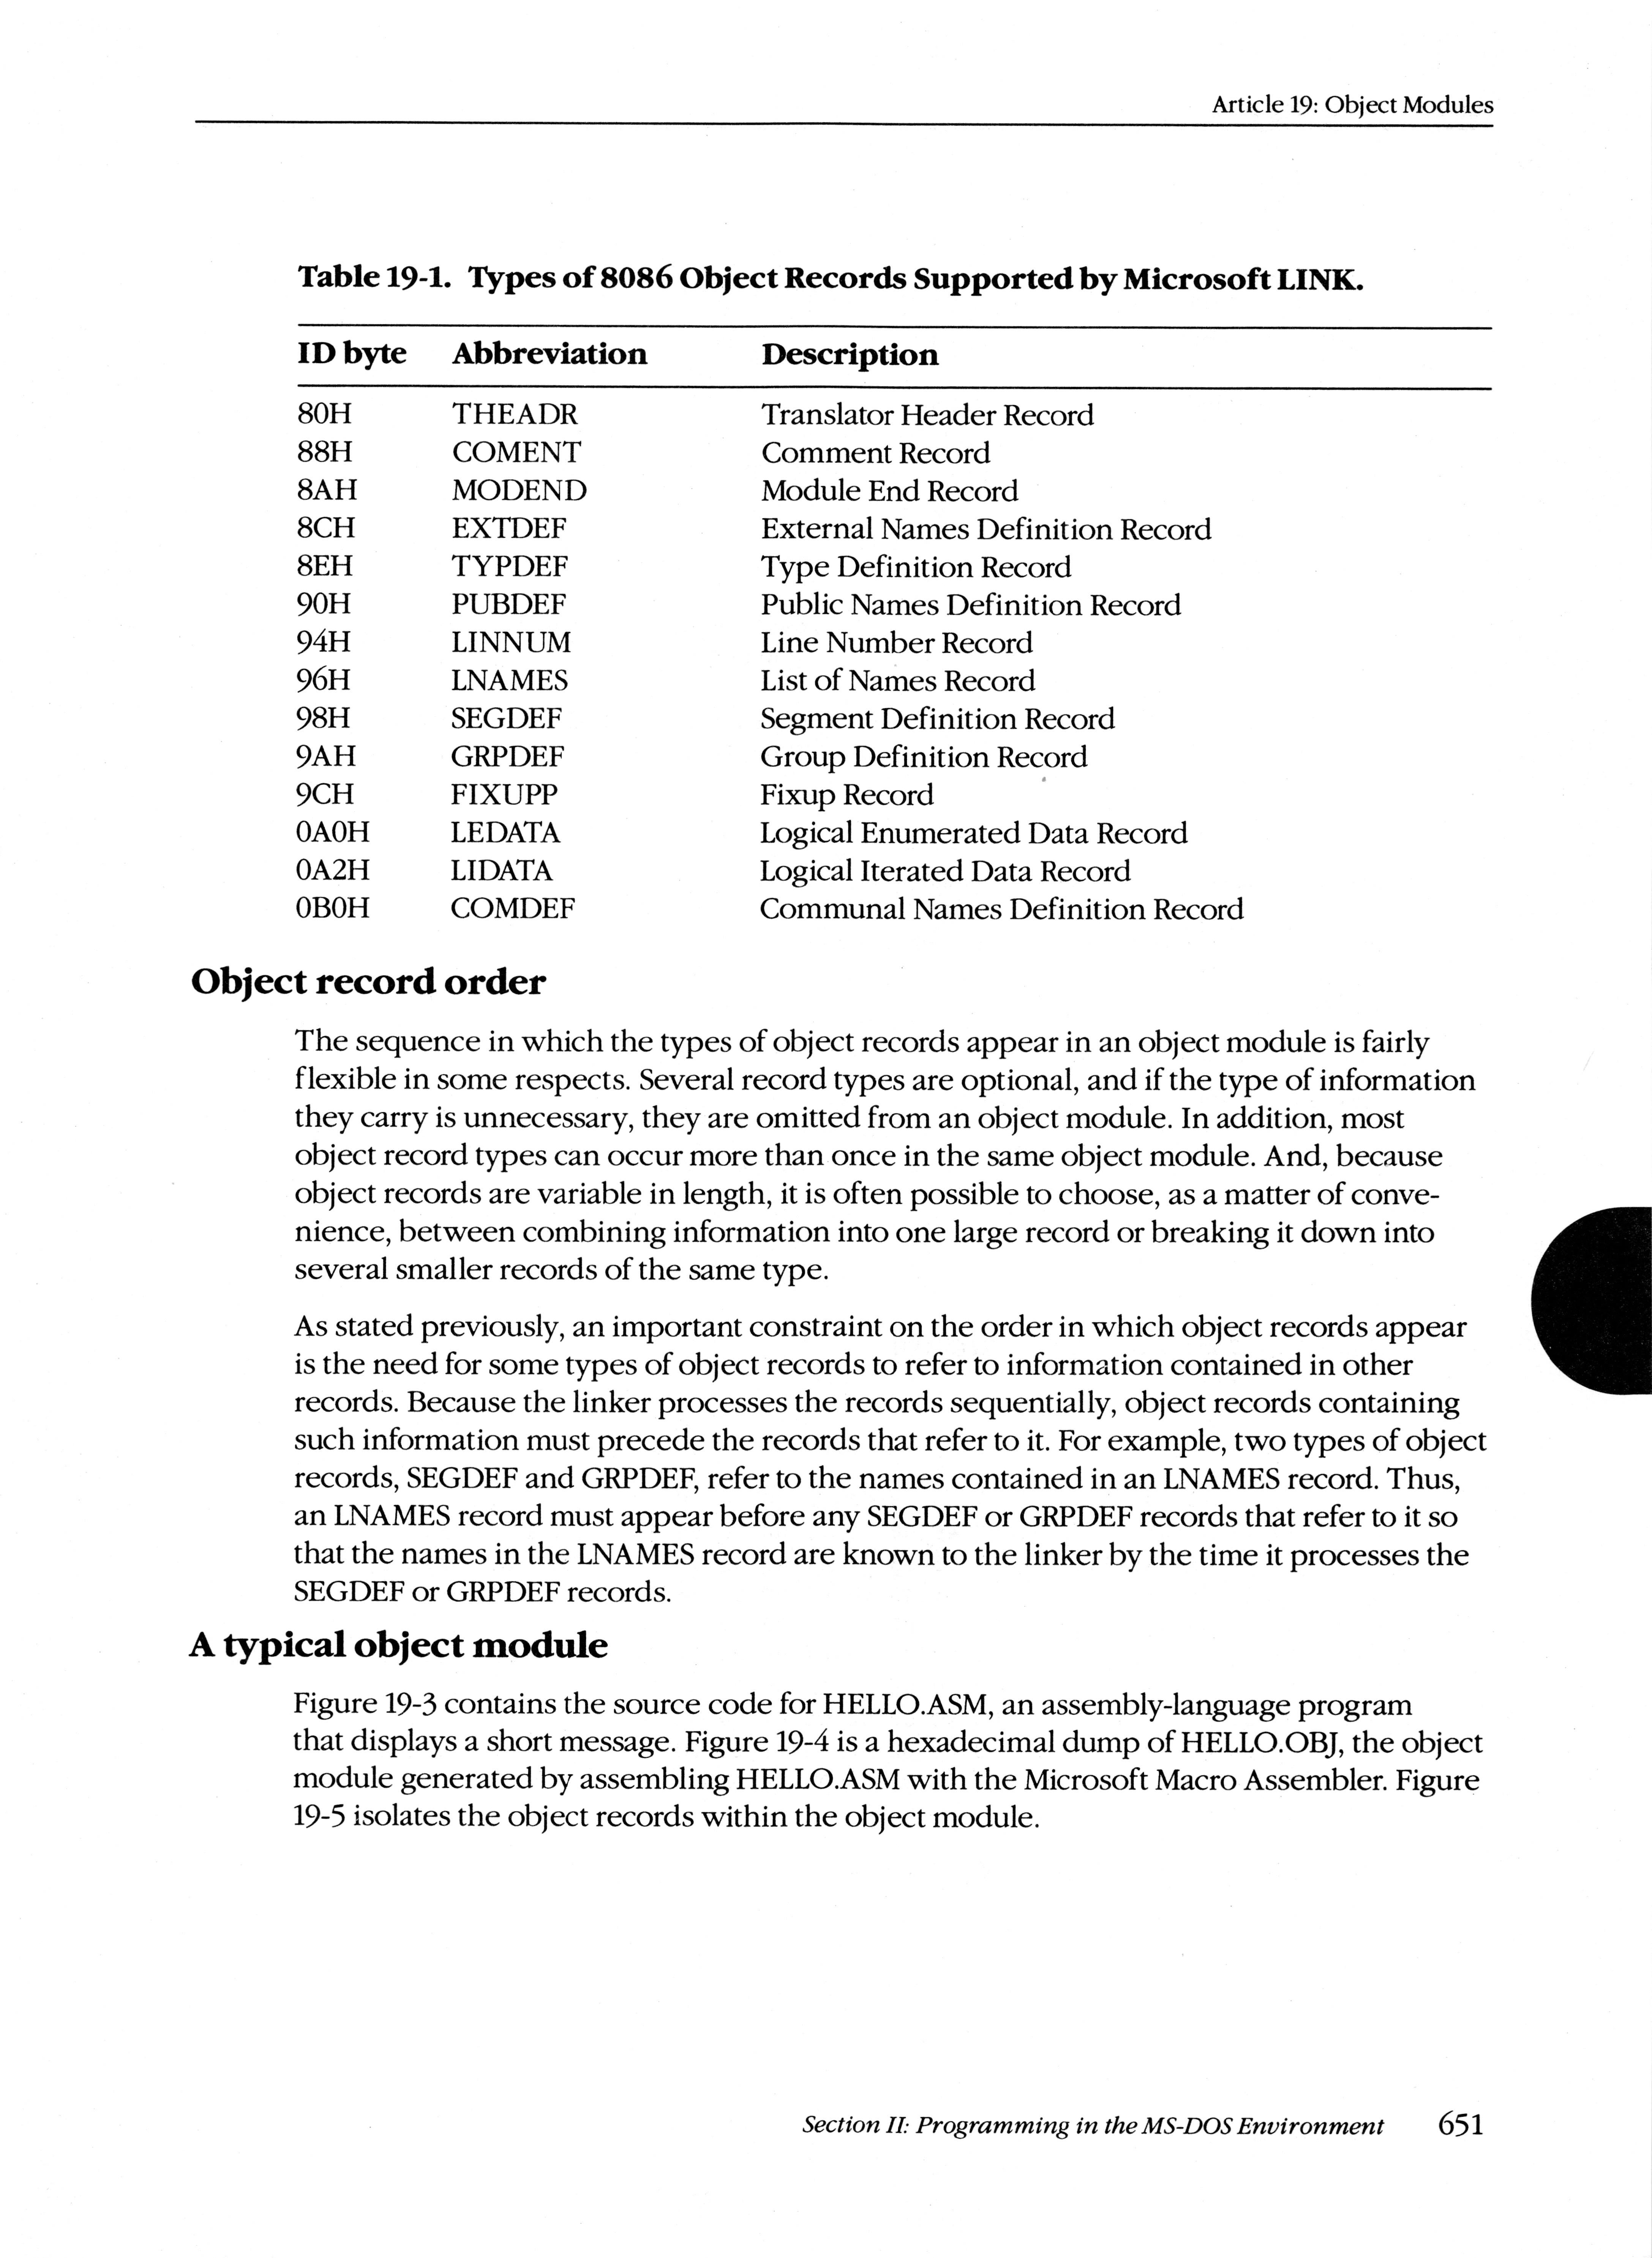 Article 19: Object Modules
Table 19-1. Types of 8086 Object Records Supported by Microsoft LINK.
ID byte Abbreviation Description
80H THEADR Translator Header Record
88H COMENT Comment Record
8AH MODEND Module End Record
8CH EXTDEF External Names Definition Record
8EH TYPDEF Type Definition Record
90H PUBDEF Public Names Definition Record
94H LINNUM Line Number Record
96H LNAMES List of Names Record
98H SEGDEF Segment Definition Record
9AH GRPDEF Group Definition Record
9CH FIXUPP Fixup Record
0A0H LEDATA Logical Enumerated Data Record
0A2H LIDATA Logical Iterated Data Record
0B0H COMDEF Communal Names Definition Record
Object record order
The sequence in which the types of object records appear in an object module is fairly
flexible in some respects. Several record types are optional, and if the type of information
they carry is unnecessary, they are omitted from an object module. In addition, most
object record types can occur more than once in the same object module. And, because
object records are variable in length, it is often possible to choose, as a matter of conve-
nience, between combining information into one large record or breaking it down into
several smaller records of the same type.
As stated previously, an important constraint on the order in which object records appear
is the need for some types of object records to refer to information contained in other
records. Because the linker processes the records sequentially, object records containing
such information must precede the records that refer to it. For example, two types of object
records, SEGDEF and GRPDEF, refer to the names contained in an LNAMES record. Thus,
an LNAMES record must appear before any SEGDEF or GRPDEF records that refer to it so
that the names in the LNAMES record are known to the linker by the time it processes the
SEGDEF or GRPDEF records.
A typical object module
Figure 19-3 contains the source code for HELLO.ASM, an assembly-language program
that displays a short message. Figure 19-4 is a hexadecimal dump of HELLO.OBJ, the object
module generated by assembling HELLO.ASM with the Microsoft Macro Assembler. Figure
19-5 isolates the object records within the object module.
Section II: Programming in the MS-DOS Environment 651